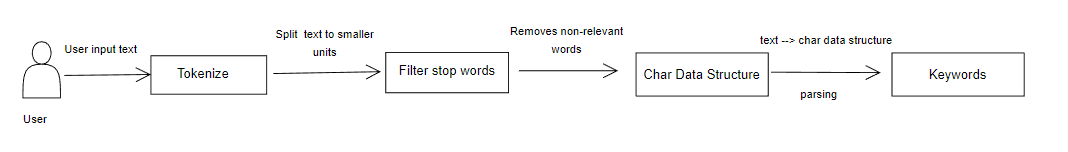 User
User input text
Tokenize
Split  text to smaller
units
Filter stop words
Removes non-relevant
words
Char Data Structure
text --> char data structure
parsing
Keywords